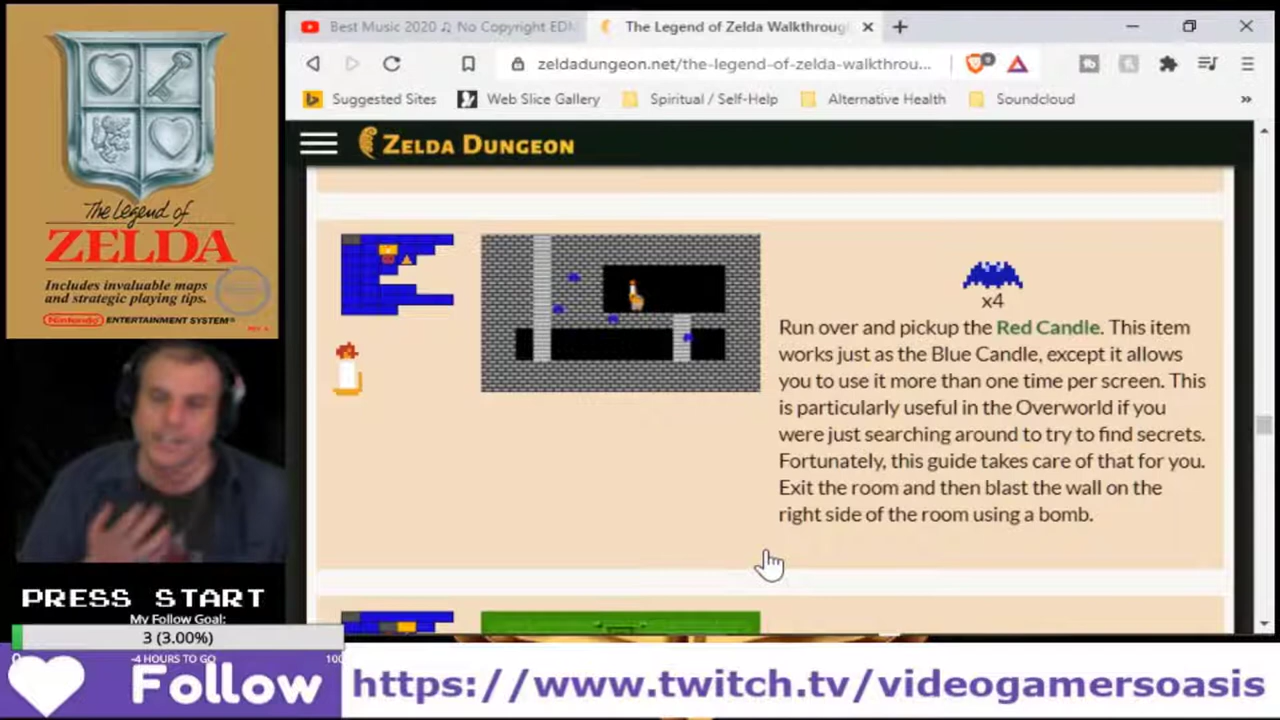 The Legend of
ZELDA
Includes invaluable maps
and strategic playing tips.
Nintendo ENTERTAINMENT SYSTEM
PRESS START
My Follow Goal:
3 (3.00%)
-4 HOURS TO GO
100
Follow
https://www.twitch.tv/videogamersoasis
Best Music 2020 ♫ No Copyright EDM
The Legend of Zelda Walkthroug
zeldadungeon.net/the-legend-of-zelda-walkthrou...
Suggested Sites
Web Slice Gallery
Spiritual / Self-Help
Alternative Health
Soundcloud
»
ZELDA DUNGEON
x4
Run over and pickup the Red Candle. This item
works just as the Blue Candle, except it allows
you to use it more than one time per screen. This
is particularly useful in the Overworld if you
were just searching around to try to find secrets.
Fortunately, this guide takes care of that for you.
Exit the room and then blast the wall on the
right side of the room using a bomb.